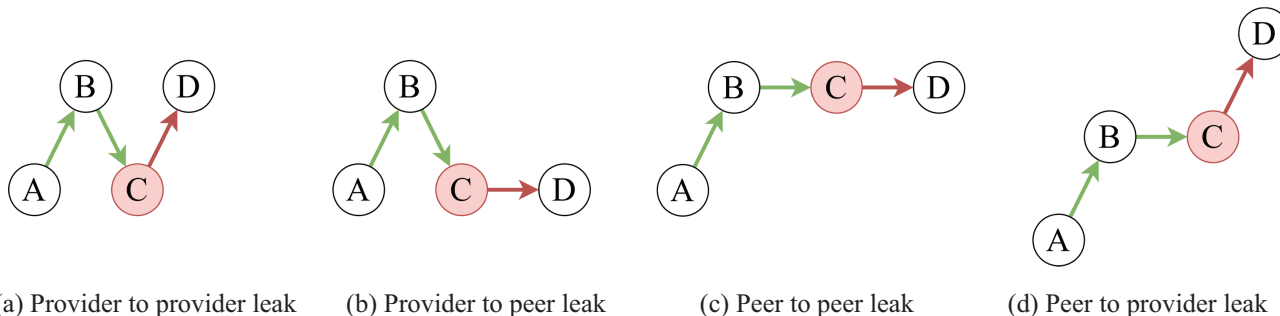 B D
A C
B
A C D
B C D
A
D
B C
A
(a) Provider to provider leak
(b) Provider to peer leak
(c) Peer to peer leak
(d) Peer to provider leak